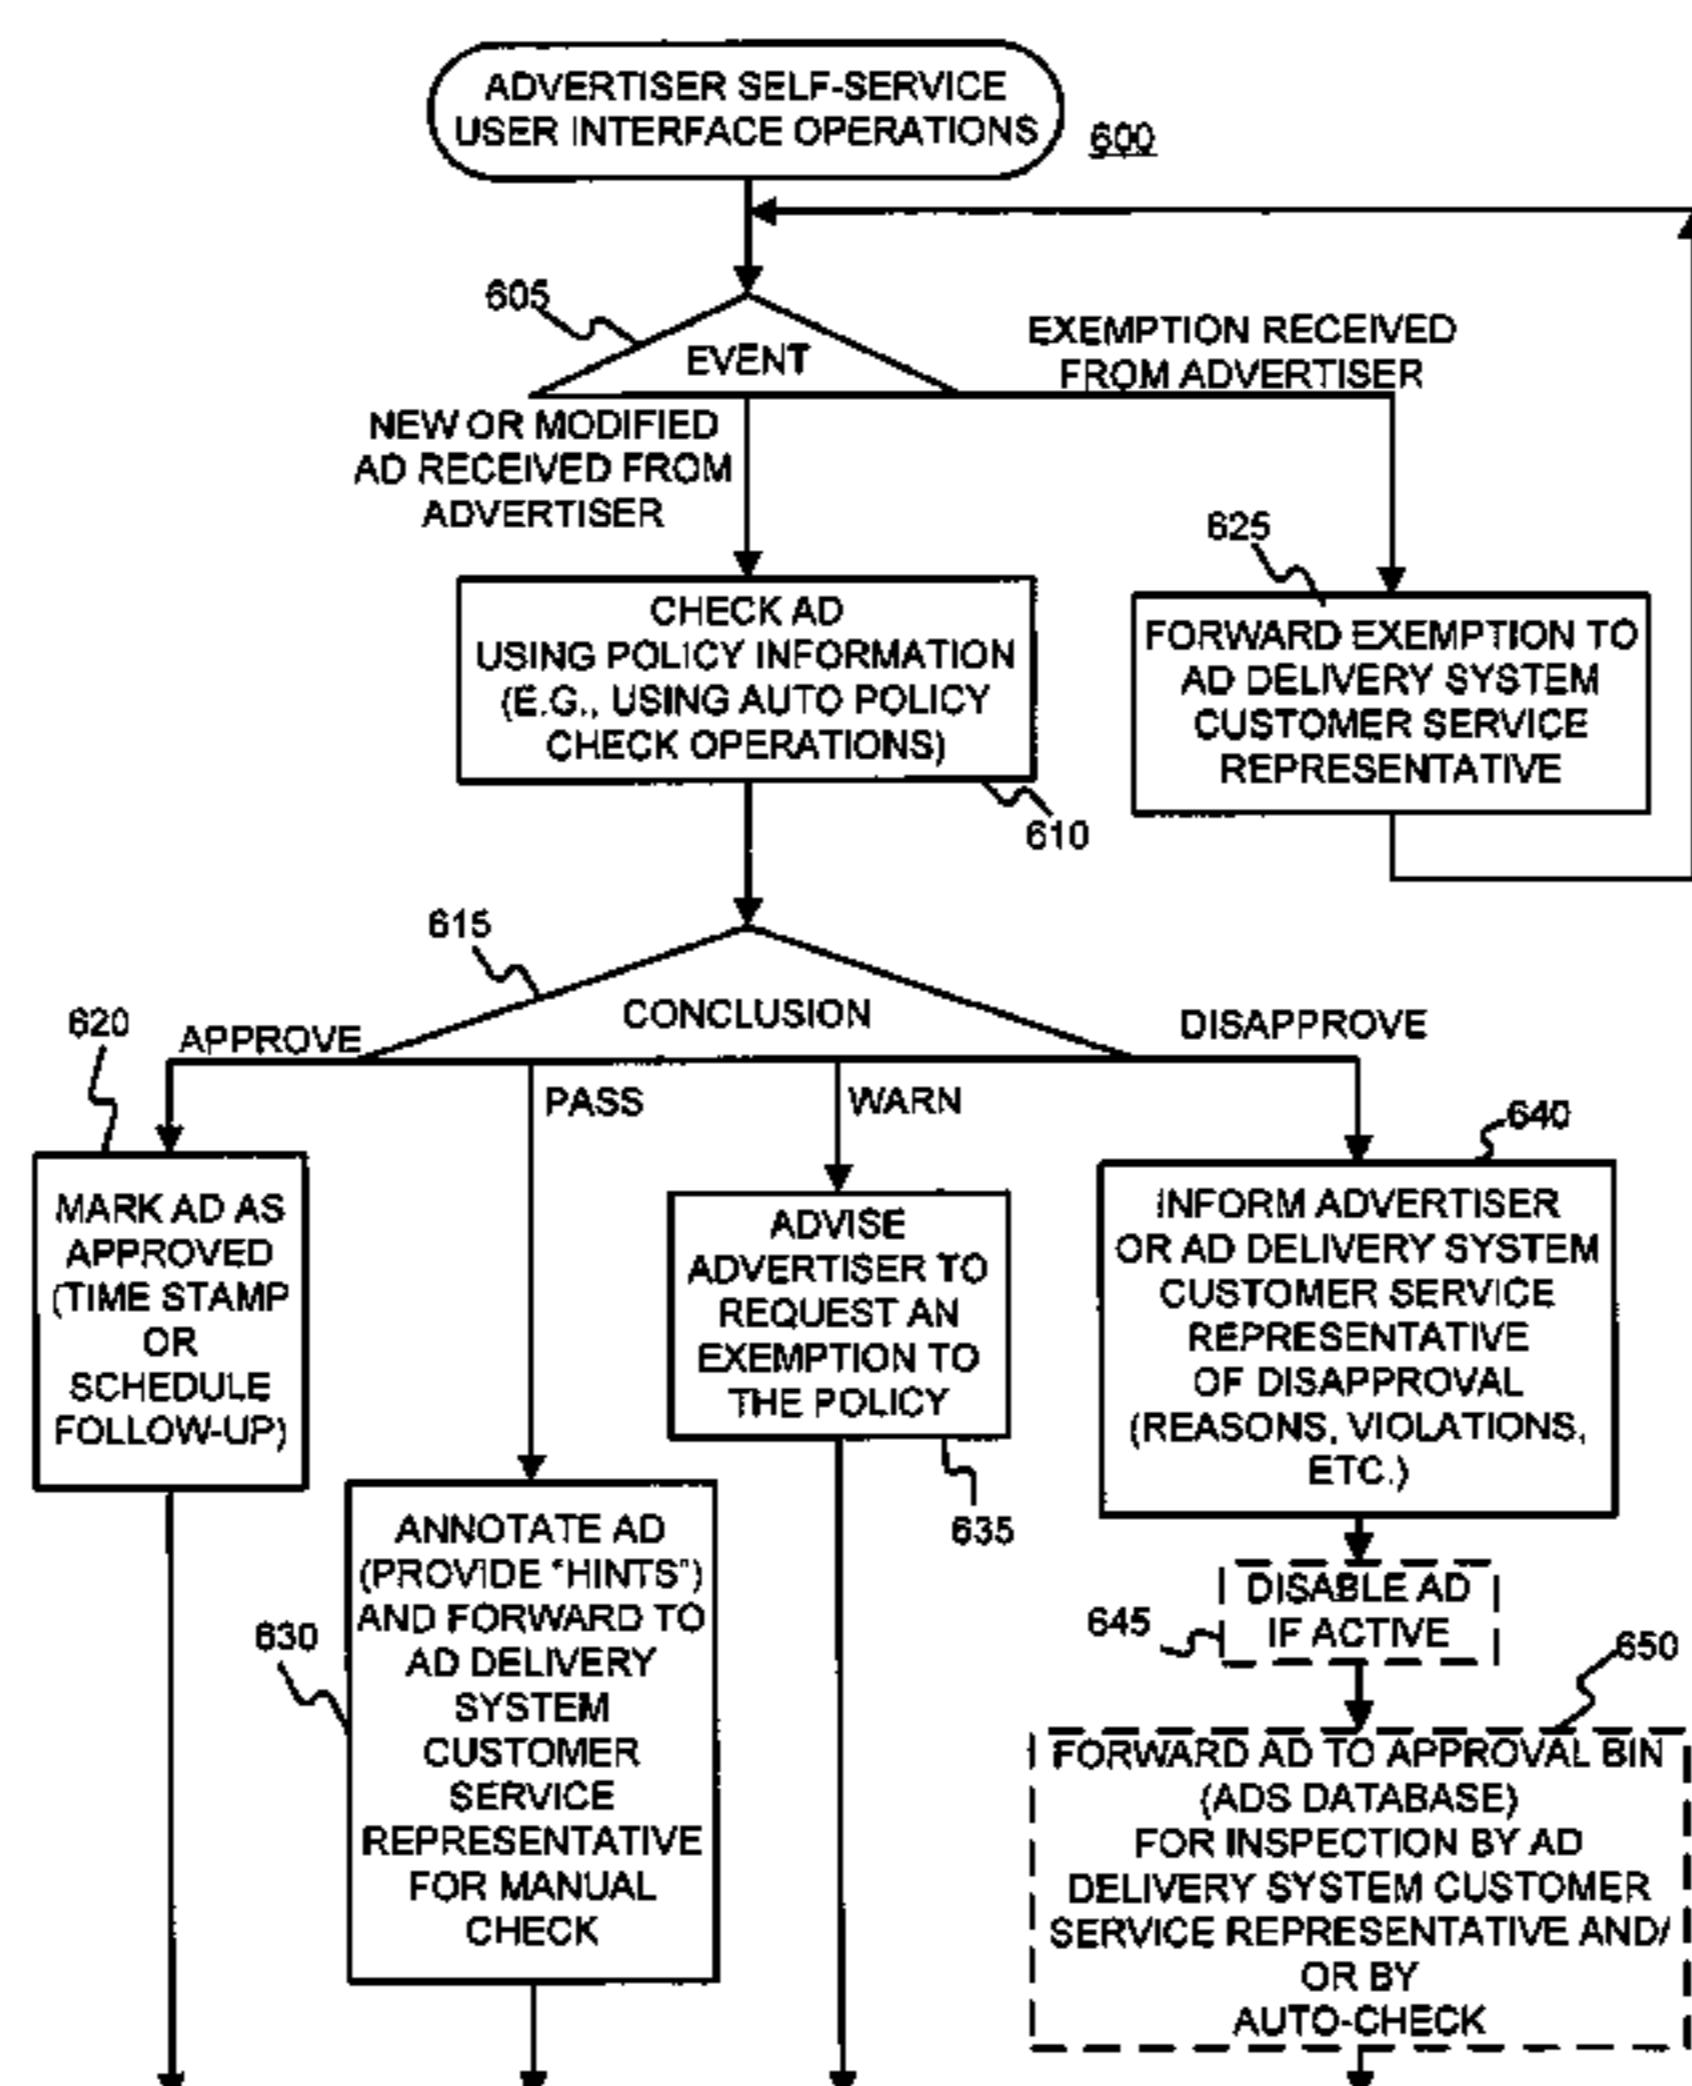 ADVERTISER SELF-SERVICE
USER INTERFACE OPERATIONS
600
605
EVENT
EXEMPTION RECEIVED
FROM ADVERTISER
NEW OR MODIFIED
AD RECEIVED FROM
ADVERTISER
625
CHECK AD
USING POLICY INFORMATION
(E.G., USING AUTO POLICY
CHECK OPERATIONS)
610
FORWARD EXEMPTION TO
AD DELIVERY SYSTEM
CUSTOMER SERVICE
REPRESENTATIVE
615
CONCLUSION
620
APPROVE
PASS
WARN
DISAPPROVE
640
MARK AD AS
APPROVED
(TIME STAMP
OR
SCHEDULE
FOLLOW-UP)
ADVISE
ADVERTISER TO
REQUEST AN
EXEMPTION TO
THE POLICY
635
INFORM ADVERTISER
OR AD DELIVERY SYSTEM
CUSTOMER SERVICE
REPRESENTATIVE
OF DISAPPROVAL
(REASONS, VIOLATIONS,
ETC.)
630
ANNOTATE AD
(PROVIDE "HINTS")
AND FORWARD TO
AD DELIVERY
SYSTEM
CUSTOMER
SERVICE
REPRESENTATIVE
FOR MANUAL
CHECK
645
DISABLE AD
IF ACTIVE
650
FORWARD AD TO APPROVAL BIN
(ADS DATABASE)
FOR INSPECTION BY AD
DELIVERY SYSTEM CUSTOMER
SERVICE REPRESENTATIVE AND/
OR BY
AUTO-CHECK